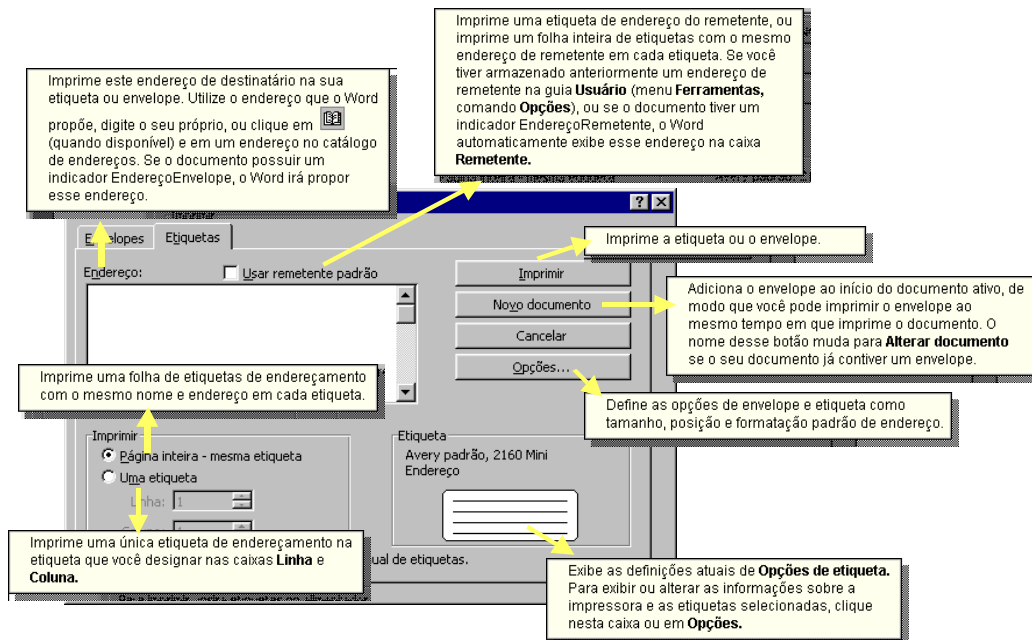 Imprime uma etiqueta de endereço do remetente, ou
imprime um folha inteira de etiquetas com o mesmo
endereço de remetente em cada etiqueta. Se você
tiver armazenado anteriormente um endereço de
remetente na guia Usuário (menu Ferramentas,
comando Opções), ou se o documento tiver um
indicador EndereçoRemetente, o Word
automaticamente exibe esse endereço na caixa
Remetente.
Imprime este endereço de destinatário na sua
etiqueta ou envelope. Utilize o endereço que o Word
propõe, digite o seu próprio, ou clique em
(quando disponível) e em um endereço no catálogo
de endereços. Se o documento possuir um
indicador EndereçoEnvelope, o Word irá propor
esse endereço.
Envelopes Etiquetas
Imprime a etiqueta ou o envelope.
Endereço: Usar remetente padrão
Imprimir
Novo documento
Cancelar
Opções...
Adiciona o envelope ao início do documento ativo, de
modo que você pode imprimir o envelope ao
mesmo tempo em que imprime o documento. O
nome desse botão muda para Alterar documento
se o seu documento já contiver um envelope.
Imprime uma folha de etiquetas de endereçamento
com o mesmo nome e endereço em cada etiqueta.
Define as opções de envelope e etiqueta como
tamanho, posição e formatação padrão de endereço.
Imprimir
Página inteira - mesma etiqueta
Uma etiqueta
Linha: 1
Etiqueta
Avery padrão, 2160 Mini
Endereço
Imprime uma única etiqueta de endereçamento na
etiqueta que você designar nas caixas Linha e
Coluna.
ual de etiquetas.
Exibe as definições atuais de Opções de etiqueta.
Para exibir ou alterar as informações sobre a
impressora e as etiquetas selecionadas, clique
nesta caixa ou em Opções.